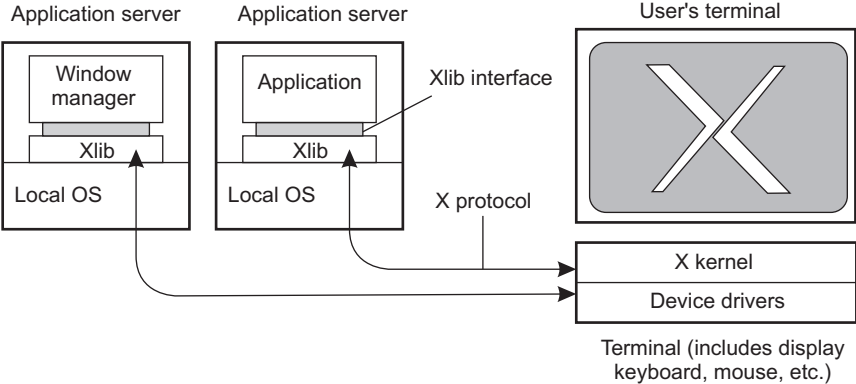 Application server
Application server
User's terminal
Window
manager
Application
Xlib interface
Xlib
Xlib
Local OS
Local OS
X protocol
X kernel
Device drivers
Terminal (includes display
keyboard, mouse, etc.)